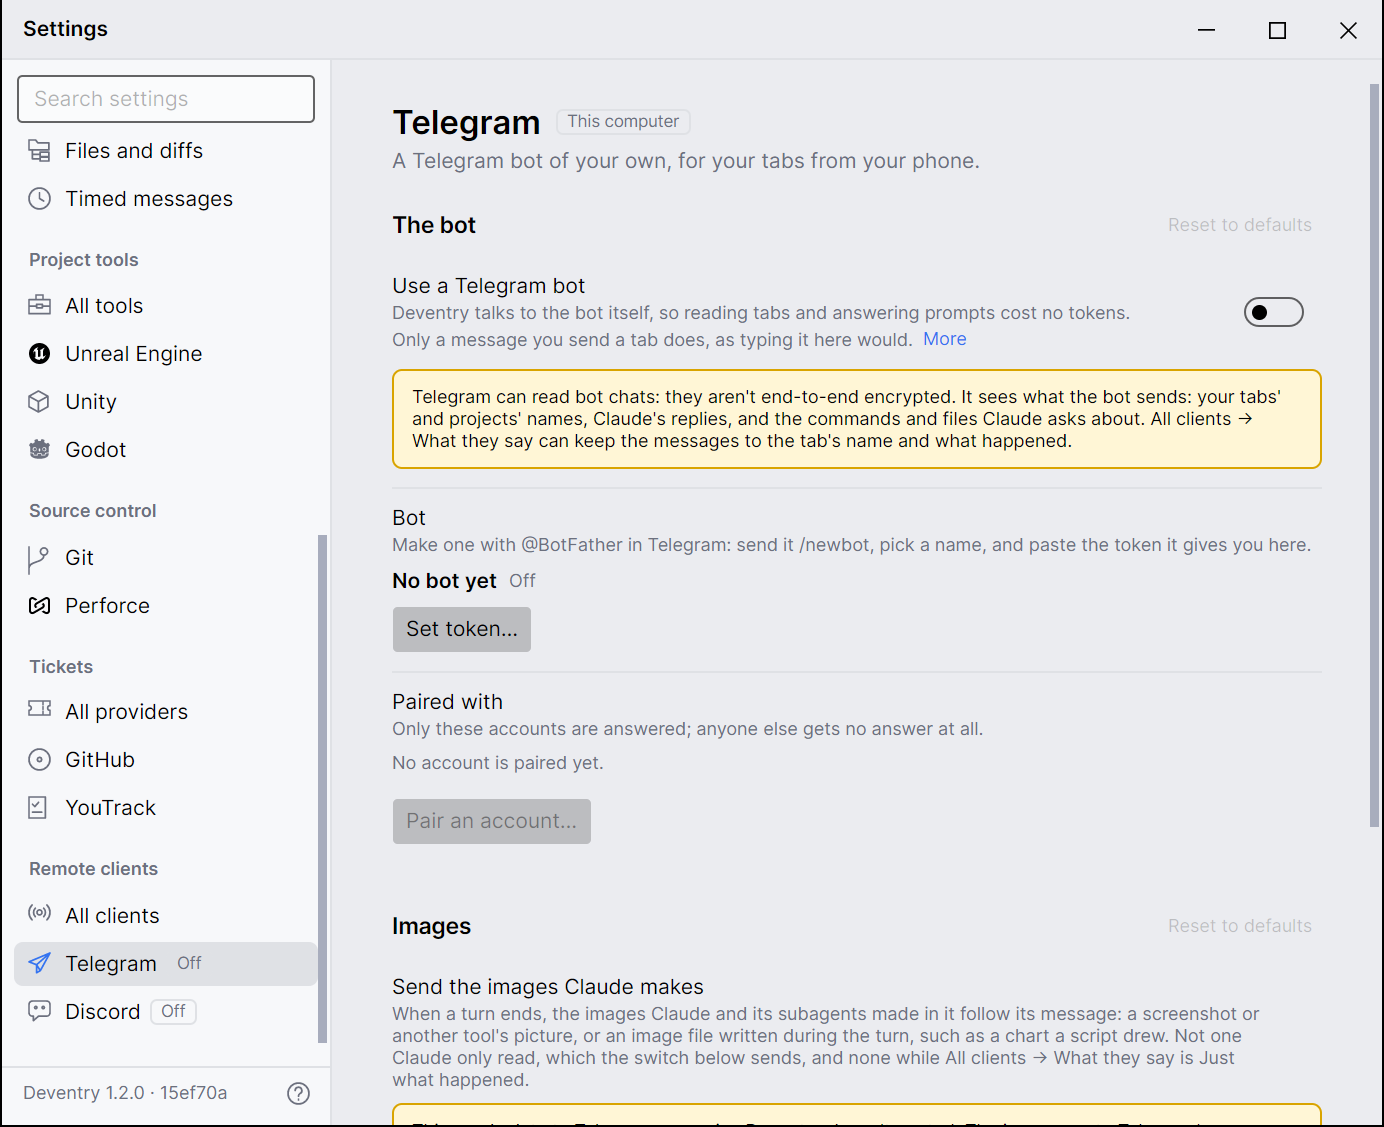 Settings
Search settings
Files and diffs
Timed messages
Project tools
All tools
Unreal Engine
Unity
Godot
Source control
Git
Perforce
Tickets
All providers
GitHub
YouTrack
Remote clients
All clients
Telegram Off
Discord Off
Deventry 1.2.0 · 15ef70a
Telegram This computer
A Telegram bot of your own, for your tabs from your phone.
The bot Reset to defaults
Use a Telegram bot
Deventry talks to the bot itself, so reading tabs and answering prompts cost no tokens.
Only a message you send a tab does, as typing it here would. More
Telegram can read bot chats: they aren't end-to-end encrypted. It sees what the bot sends: your tabs'
and projects' names, Claude's replies, and the commands and files Claude asks about. All clients →
What they say can keep the messages to the tab's name and what happened.
Bot
Make one with @BotFather in Telegram: send it /newbot, pick a name, and paste the token it gives you here.
No bot yet Off
Set token...
Paired with
Only these accounts are answered; anyone else gets no answer at all.
No account is paired yet.
Pair an account...
Images Reset to defaults
Send the images Claude makes
When a turn ends, the images Claude and its subagents made in it follow its message: a screenshot or
another tool's picture, or an image file written during the turn, such as a chart a script drew. Not one
Claude only read, which the switch below sends, and none while All clients → What they say is Just
what happened.